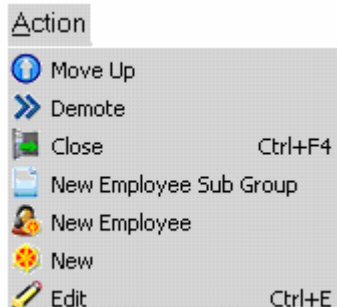 Action
Move Up
Demote
Close Ctrl+F4
New Employee Sub Group
New Employee
New
Edit Ctrl+E